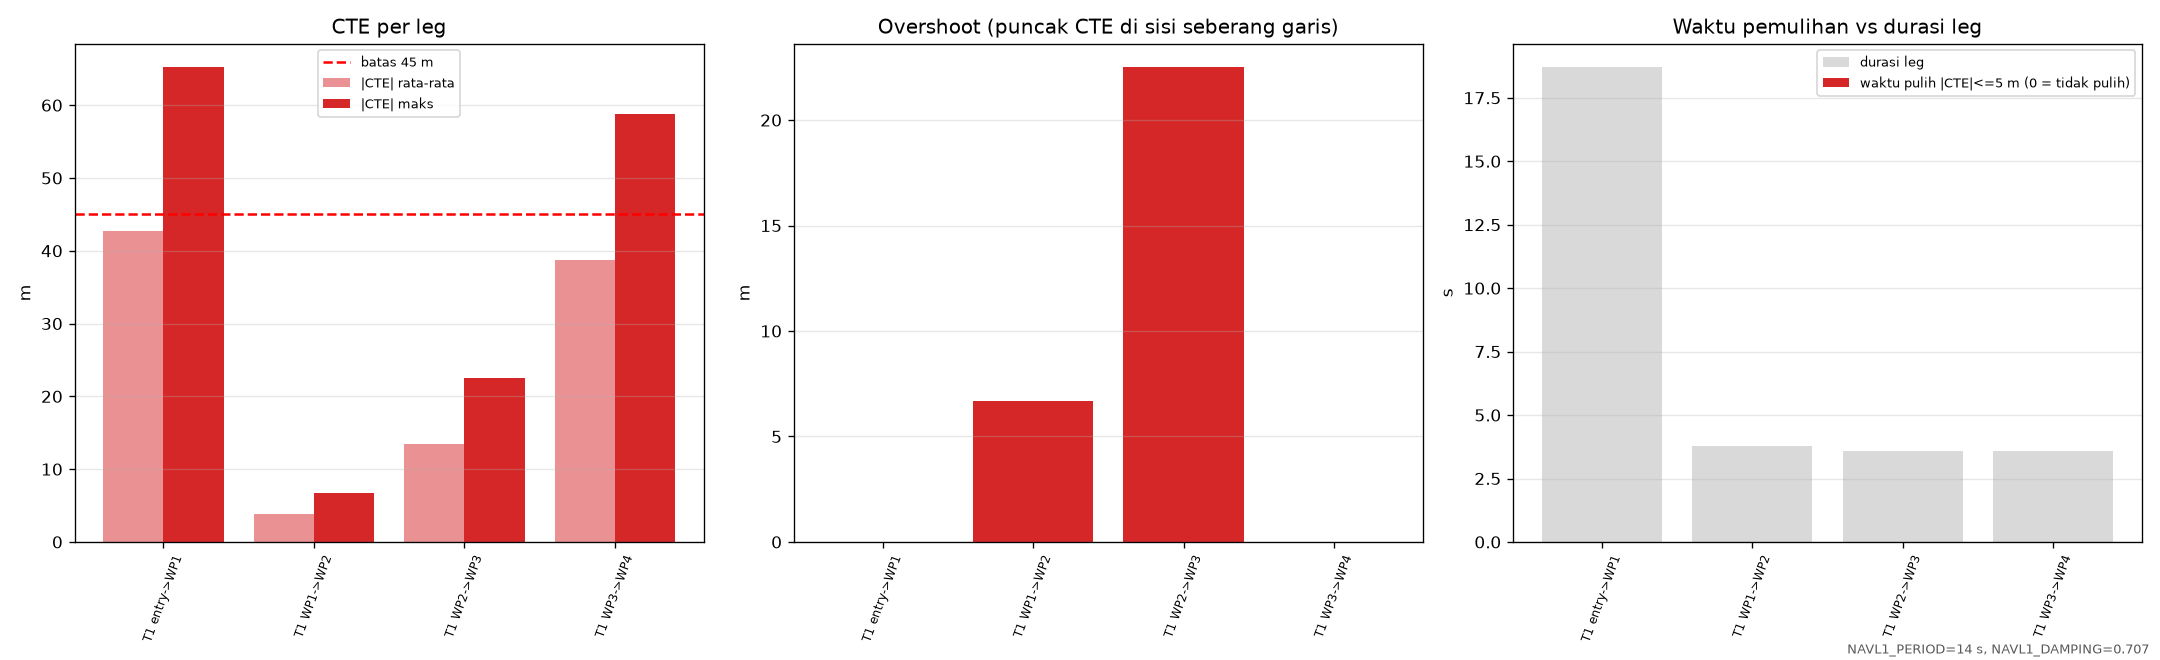 CTE per leg
m
60
50
40
30
20
10
0
batas 45 m
|CTE| rata-rata
|CTE| maks
T1 entry->WP1
T1 WP1->WP2
T1 WP2->WP3
T1 WP3->WP4
Overshoot (puncak CTE di sisi seberang garis)
m
20
15
10
5
0
T1 entry->WP1
T1 WP1->WP2
T1 WP2->WP3
T1 WP3->WP4
Waktu pemulihan vs durasi leg
s
17.5
15.0
12.5
10.0
7.5
5.0
2.5
0.0
durasi leg
waktu pulih |CTE|<=5 m (0 = tidak pulih)
T1 entry->WP1
T1 WP1->WP2
T1 WP2->WP3
T1 WP3->WP4
NAVL1_PERIOD=14 s, NAVL1_DAMPING=0.707